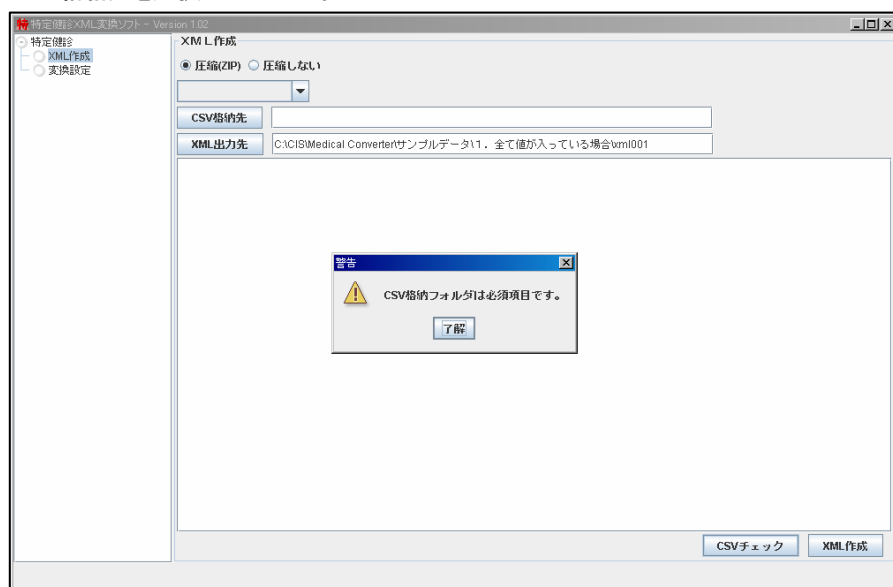 特定健診XML変換ソフト - Version 1.02
特定健診
XML作成
変換設定
XML作成
圧縮(ZIP) 圧縮しない
CSV格納先
XML出力先 C:\CIS\Medical Converter\サンプルデータ\1．全て値が入っている場合\xml001
警告
CSV格納フォルダは必須項目です。
了解
CSVチェック XML作成